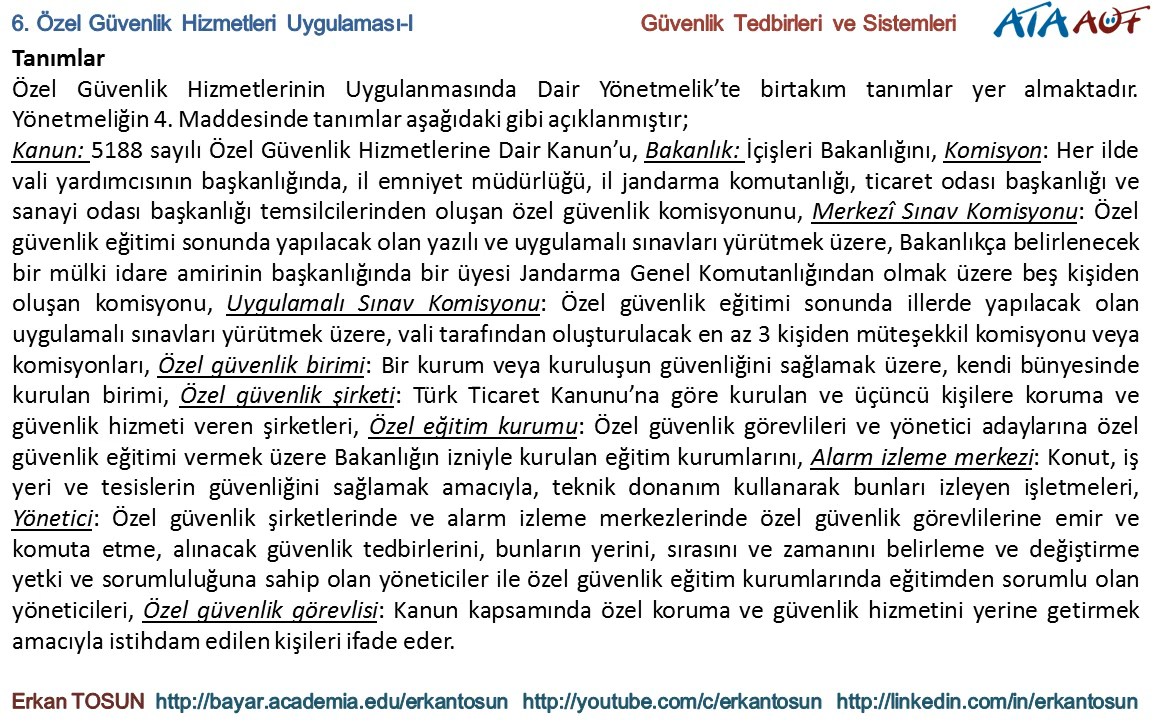 6. Özel Güvenlik Hizmetleri Uygulaması-I Güvenlik Tedbirleri ve Sistemleri ATA AÖF
Tanımlar
Özel Güvenlik Hizmetlerinin Uygulanmasında Dair Yönetmelik’te birtakım tanımlar yer almaktadır.
Yönetmeliğin 4. Maddesinde tanımlar aşağıdaki gibi açıklanmıştır;
Kanun: 5188 sayılı Özel Güvenlik Hizmetlerine Dair Kanun’u, Bakanlık: İçişleri Bakanlığını, Komisyon: Her ilde
vali yardımcısının başkanlığında, il emniyet müdürlüğü, il jandarma komutanlığı, ticaret odası başkanlığı ve
sanayi odası başkanlığı temsilcilerinden oluşan özel güvenlik komisyonunu, Merkezî Sınav Komisyonu: Özel
güvenlik eğitimi sonunda yapılacak olan yazılı ve uygulamalı sınavları yürütmek üzere, Bakanlıkça belirlenecek
bir mülki idare amirinin başkanlığında bir üyesi Jandarma Genel Komutanlığından olmak üzere beş kişiden
oluşan komisyonu, Uygulamalı Sınav Komisyonu: Özel güvenlik eğitimi sonunda illerde yapılacak olan
uygulamalı sınavları yürütmek üzere, vali tarafından oluşturulacak en az 3 kişiden müteşekkil komisyonu veya
komisyonları, Özel güvenlik birimi: Bir kurum veya kuruluşun güvenliğini sağlamak üzere, kendi bünyesinde
kurulan birimi, Özel güvenlik şirketi: Türk Ticaret Kanunu’na göre kurulan ve üçüncü kişilere koruma ve
güvenlik hizmeti veren şirketleri, Özel eğitim kurumu: Özel güvenlik görevlileri ve yönetici adaylarına özel
güvenlik eğitimi vermek üzere Bakanlığın izniyle kurulan eğitim kurumlarını, Alarm izleme merkezi: Konut, iş
yeri ve tesislerin güvenliğini sağlamak amacıyla, teknik donanım kullanarak bunları izleyen işletmeleri,
Yönetici: Özel güvenlik şirketlerinde ve alarm izleme merkezlerinde özel güvenlik görevlilerine emir ve
komuta etme, alınacak güvenlik tedbirlerini, bunların yerini, sırasını ve zamanını belirleme ve değiştirme
yetki ve sorumluluğuna sahip olan yöneticiler ile özel güvenlik eğitim kurumlarında eğitimden sorumlu olan
yöneticileri, Özel güvenlik görevlisi: Kanun kapsamında özel koruma ve güvenlik hizmetini yerine getirmek
amacıyla istihdam edilen kişileri ifade eder.
Erkan TOSUN http://bayar.academia.edu/erkantosun http://youtube.com/c/erkantosun http://linkedin.com/in/erkantosun